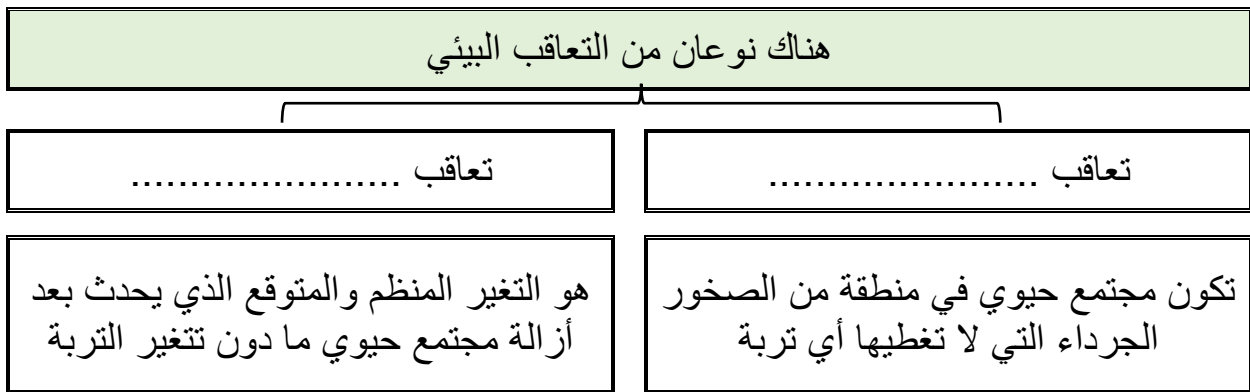 هناك نوعان من التعاقب البيئي
تعاقب .......................
تعاقب .......................
تكون مجتمع حيوي في منطقة من الصخور
الجرداء التي لا تغطيها أي تربة
هو التغير المنظم والمتوقع الذي يحدث بعد
أزالة مجتمع حيوي ما دون تتغير التربة